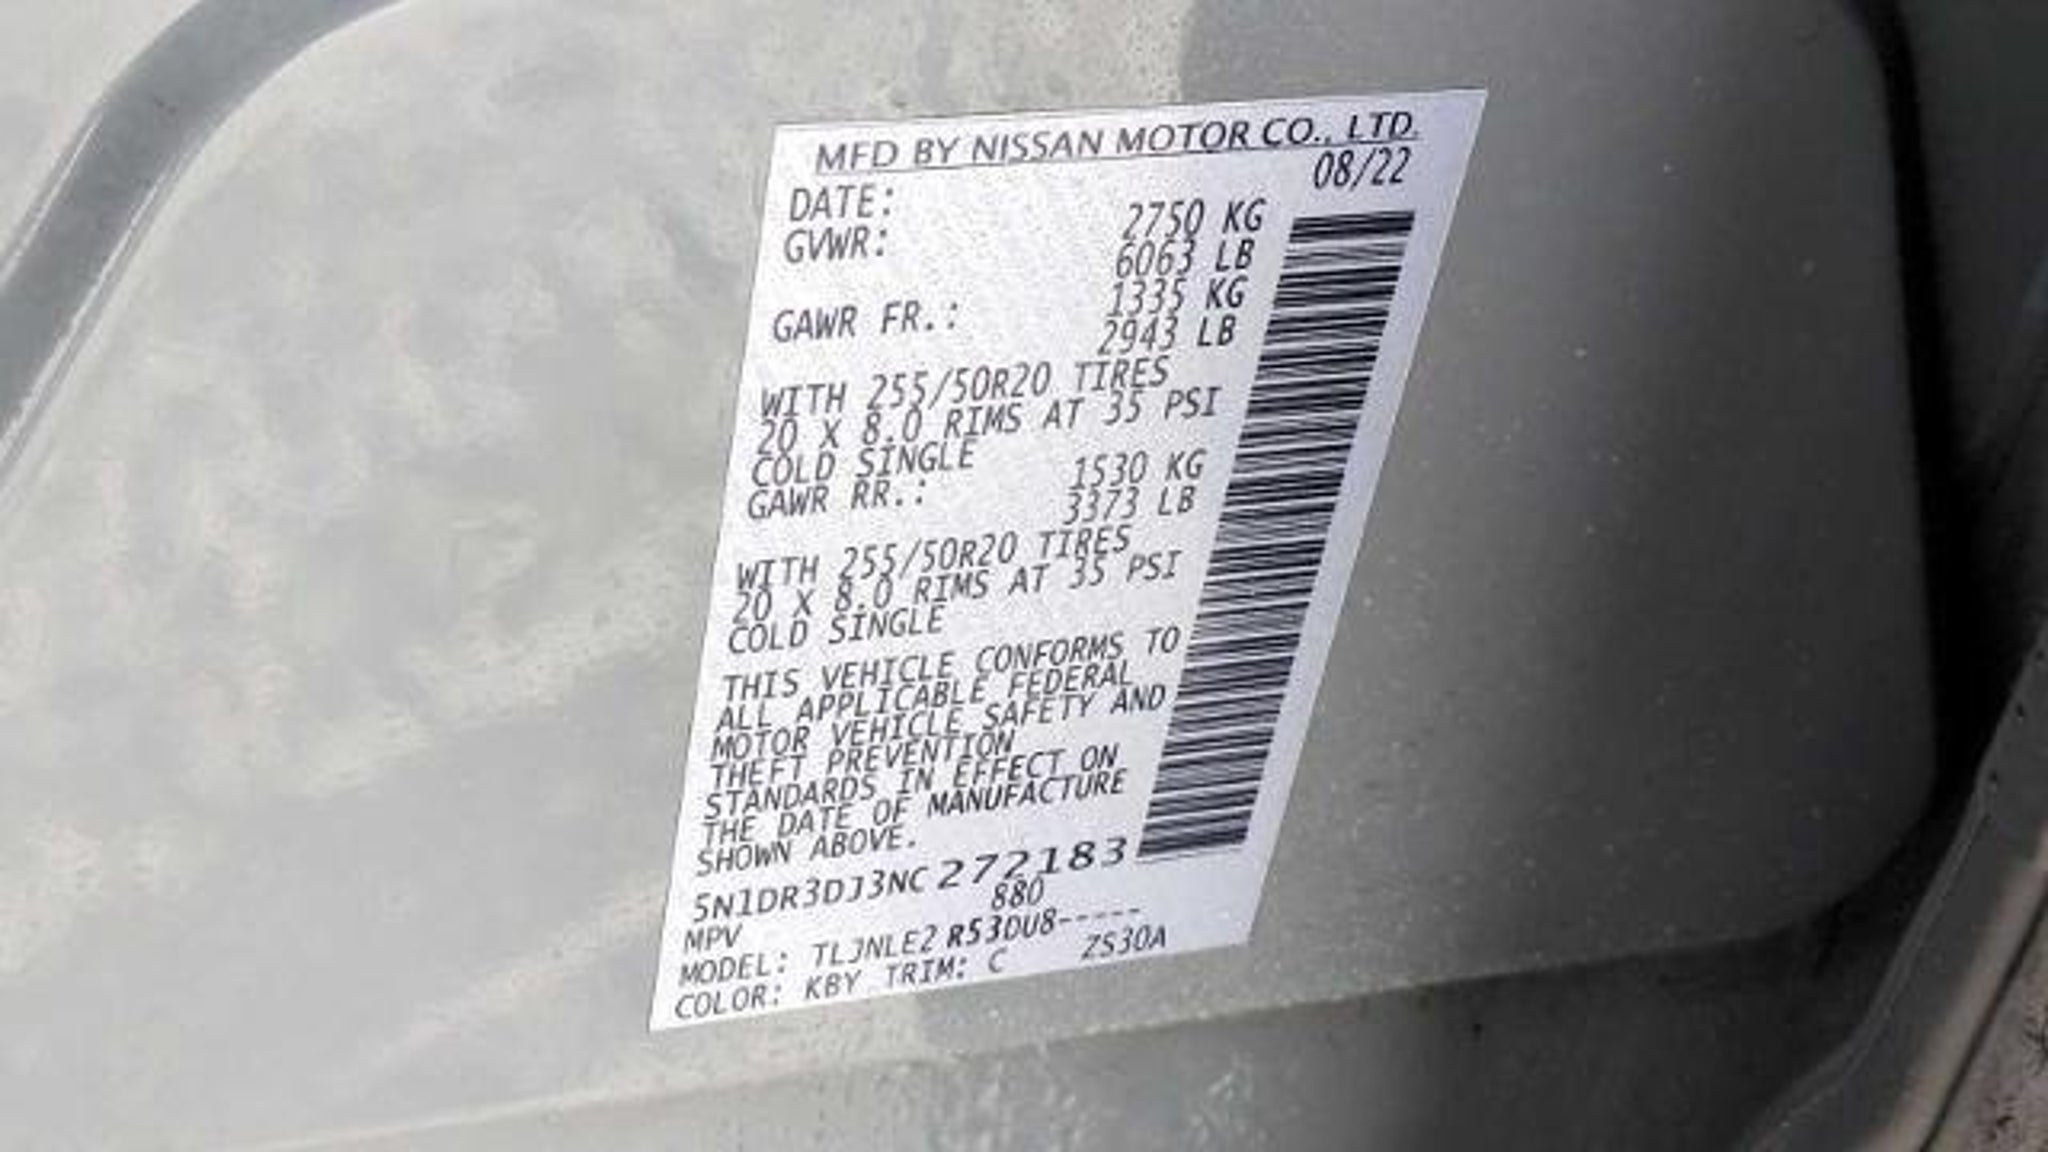 MFD BY NISSAN MOTOR CO., LTD.
DATE: 08/22
GVWR: 2750 KG
6063 LB
GAWR FR.: 1335 KG
2943 LB
WITH 255/50R20 TIRES
20 X 8.0 RIMS AT 35 PSI
COLD SINGLE
GAWR RR.: 1530 KG
3373 LB
WITH 255/50R20 TIRES
20 X 8.0 RIMS AT 35 PSI
COLD SINGLE
THIS VEHICLE CONFORMS TO
ALL APPLICABLE FEDERAL
MOTOR VEHICLE SAFETY AND
THEFT PREVENTION
STANDARDS IN EFFECT ON
THE DATE OF MANUFACTURE
SHOWN ABOVE.
5N1DR3DJ3NC272183
MPV 880
MODEL: TLJNLE2 R53DU8-----
COLOR: KBY TRIM: C ZS30A